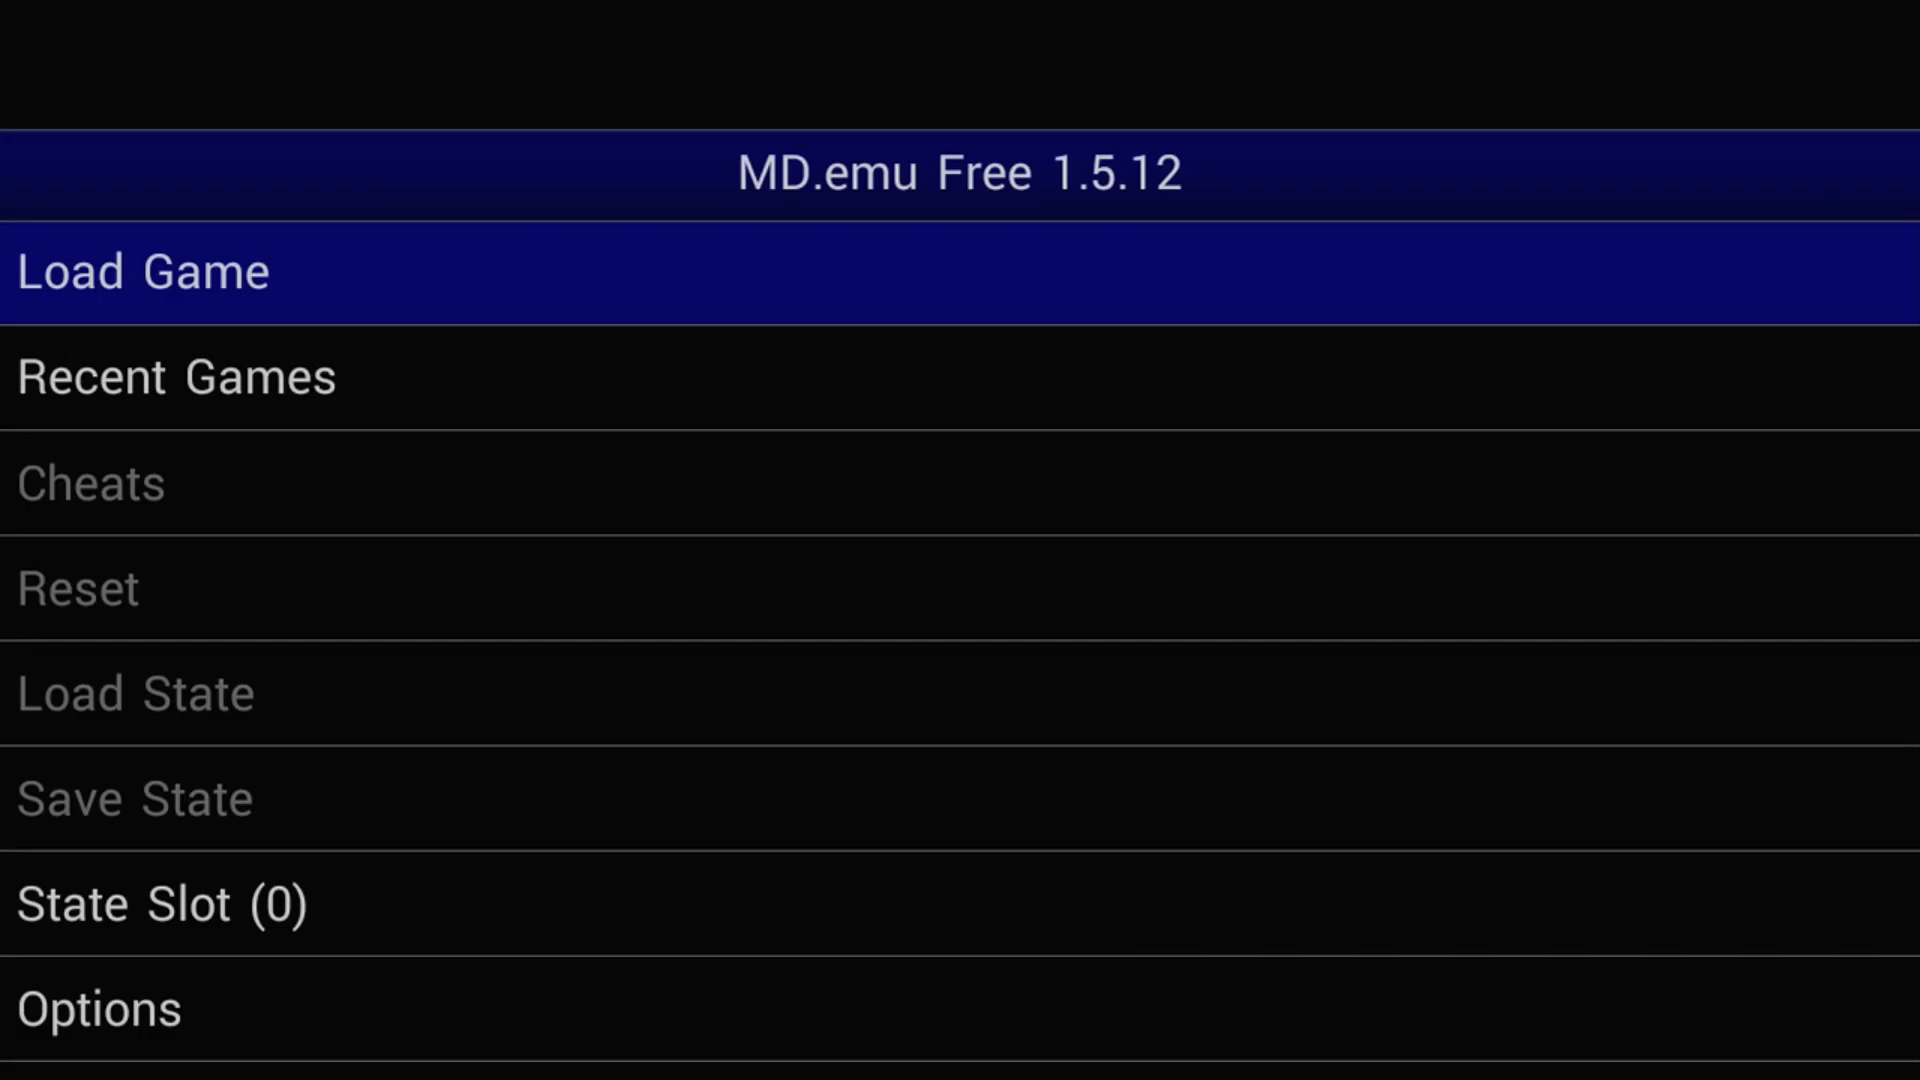 MD.emu Free 1.5.12
Load Game
Recent Games
Cheats
Reset
Load State
Save State
State Slot (0)
Options